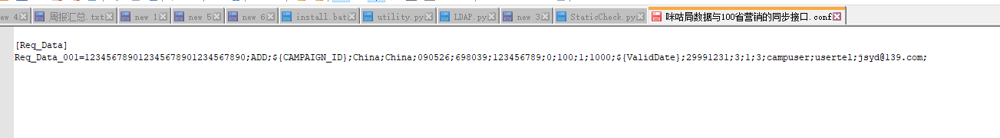 new 4 周报汇总.txt new 1 new 5 new 6 install.bat utility.py LDAP.py new 3 StaticCheck.py 咪咕局数据与100省营销的同步接口.conf
[Req_Data]
Req_Data_001=123456789012345678901234567890;ADD;${CAMPAIGN_ID};China;China;090526;698039;123456789;0;100;1;1000;${ValidDate};29991231;3;1;3;campuser;usertel;jsyd@139.com;